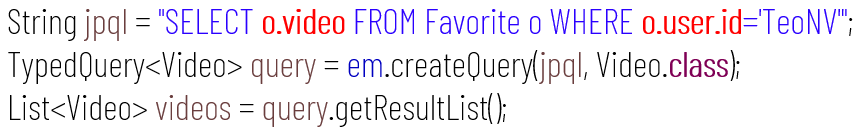 String jpql = "SELECT o.video FROM Favorite o WHERE o.user.id='TeoNV'";
TypedQuery<Video> query = em.createQuery(jpql, Video.class);
List<Video> videos = query.getResultList();